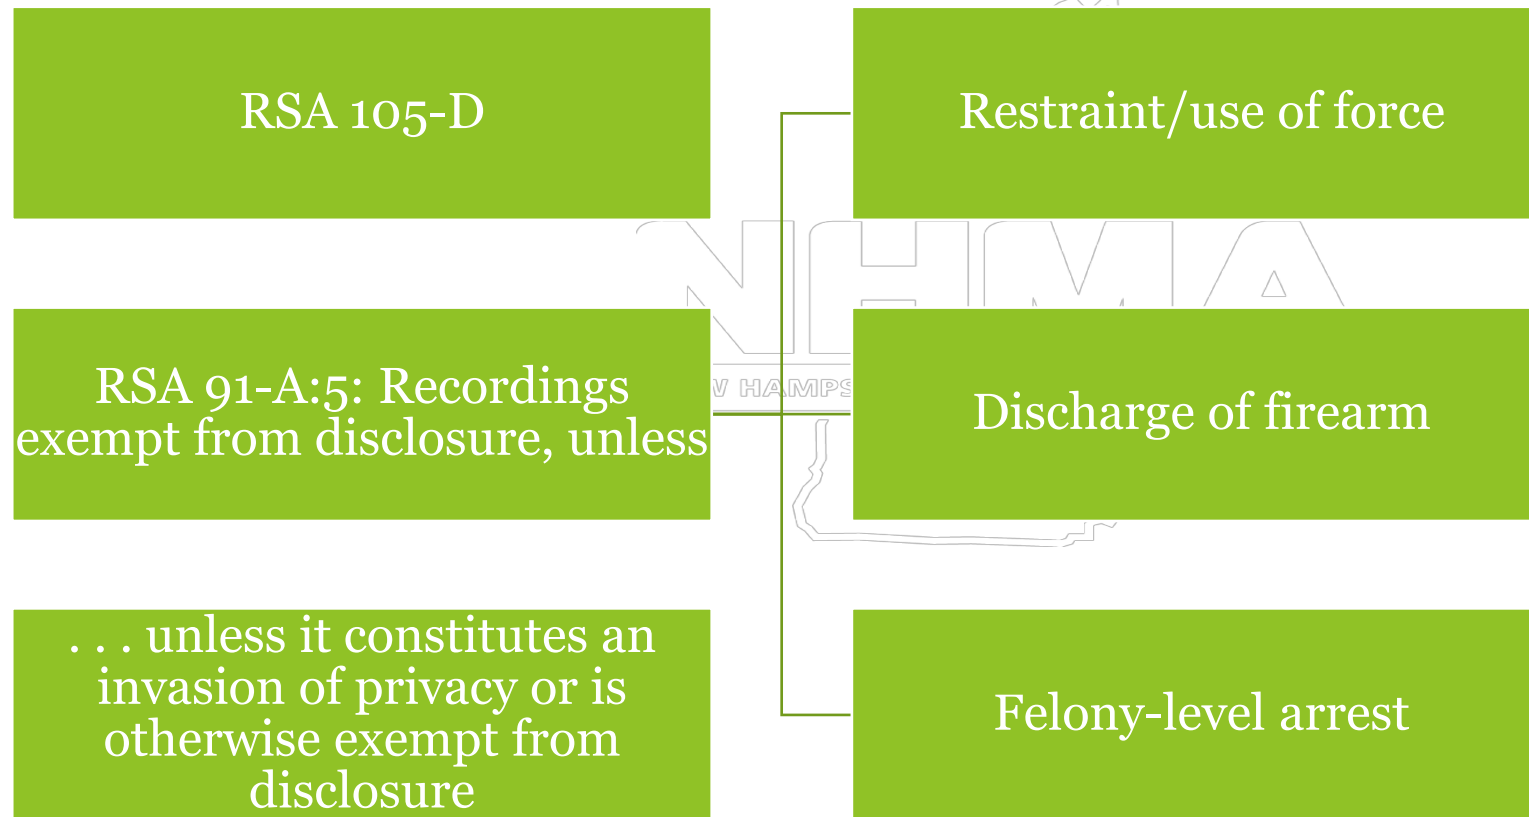 RSA 105-D
RSA 91-A:5: Recordings
exempt from disclosure, unless
. . . unless it constitutes an
invasion of privacy or is
otherwise exempt from
disclosure
Restraint/use of force
Discharge of firearm
Felony-level arrest
NHMA